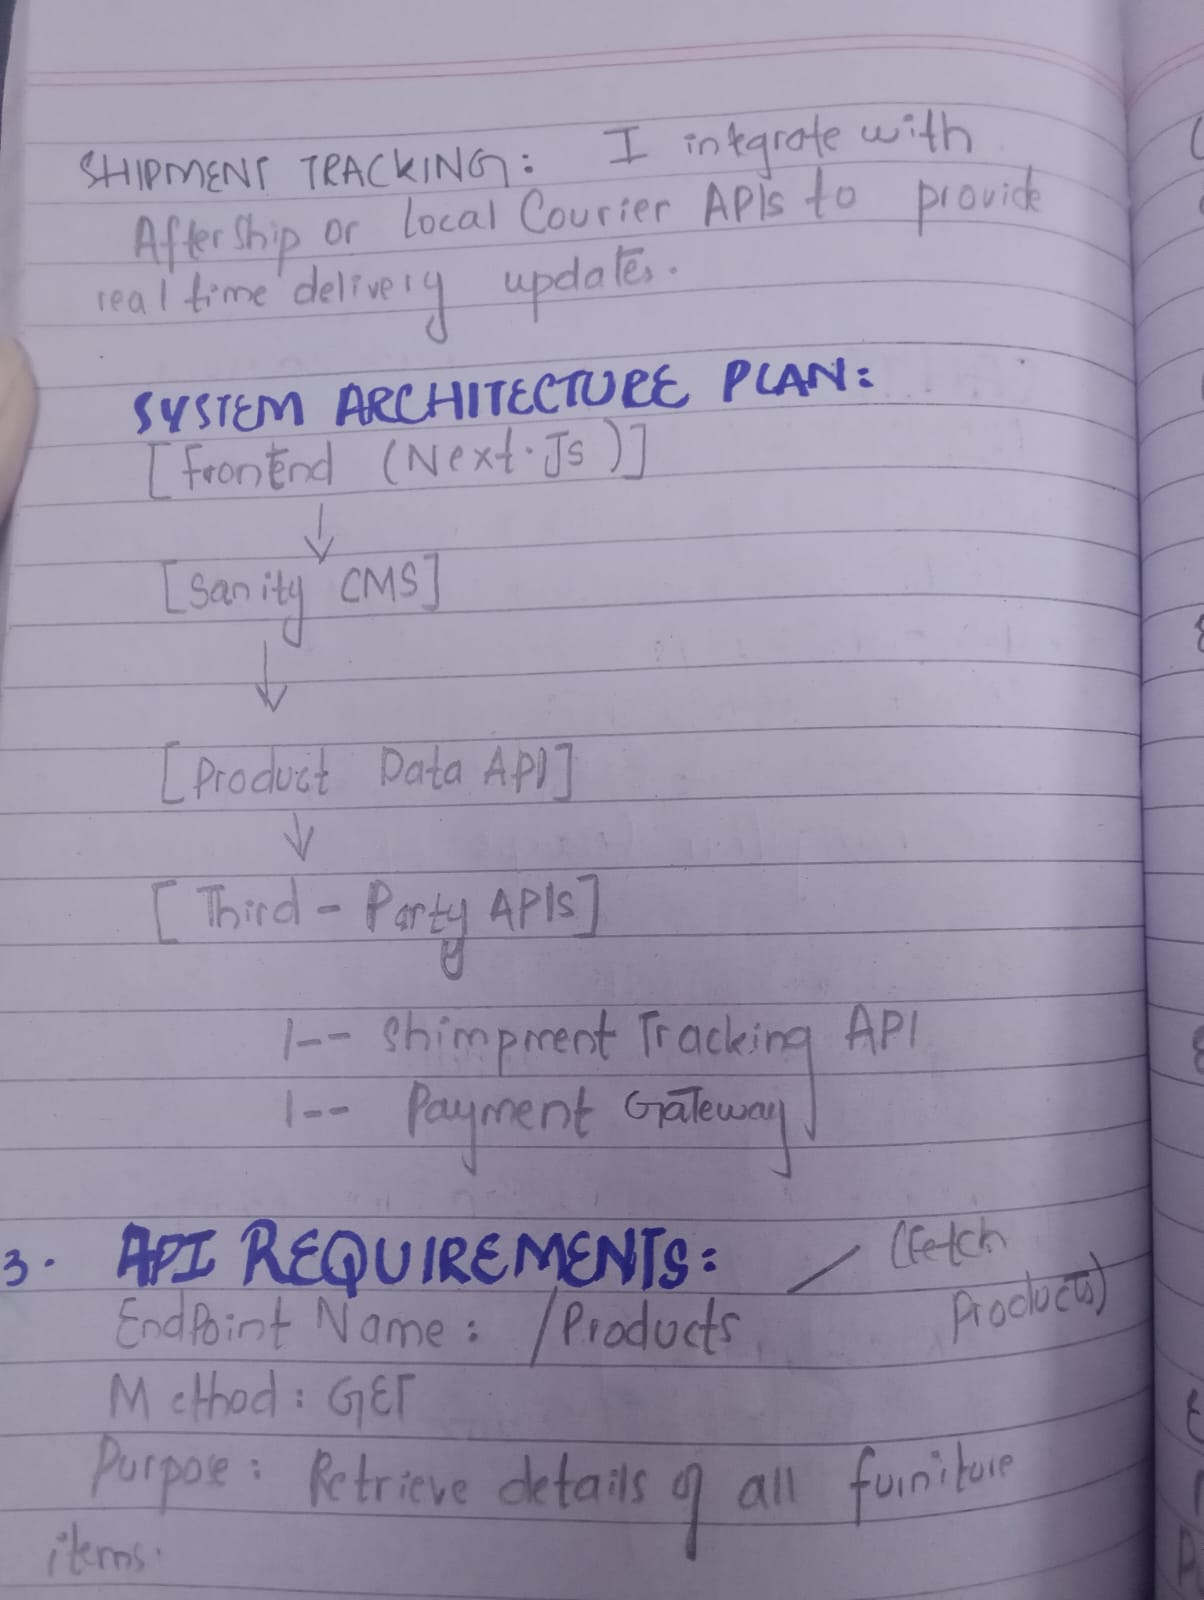 SHIPMENT TRACKING: I integrate with
AfterShip or Local Courier APIs to provide
real time delivery updates.
SYSTEM ARCHITECTURE PLAN:
[FrontEnd (Next.Js)]
↓
[Sanity CMS]
↓
[Product Data API]
↓
[Third-Party APIs]
|-- Shimpment Tracking API
|-- Payment Gateway
3. API REQUIREMENTS: / (Fetch
Products)
EndPoint Name: /Products
Method: GET
Purpose: Retrieve details of all furniture
items.